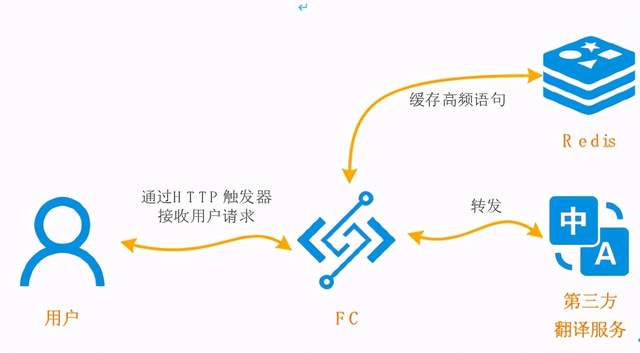 缓存高频语句
Redis
通过HTTP 触发器
接收用户请求
转发
中
A
用户
FC
第三方
翻译服务